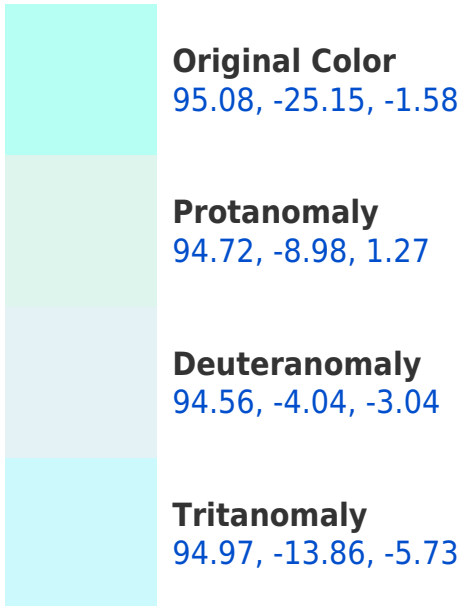 Original Color
95.08, -25.15, -1.58
Protanomaly
94.72, -8.98, 1.27
Deuteranomaly
94.56, -4.04, -3.04
Tritanomaly
94.97, -13.86, -5.73